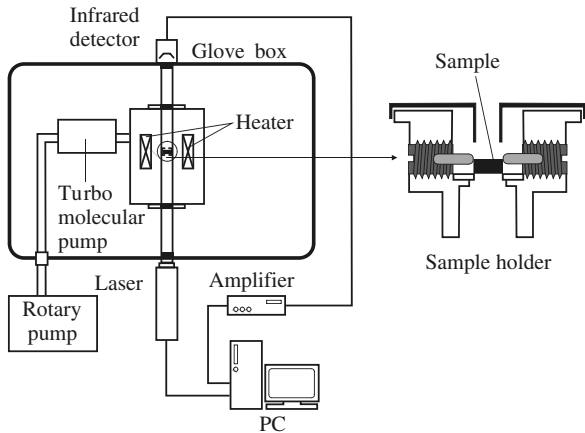 Infrared
detector
Glove box
Sample
Heater
Turbo
molecular
pump
Sample holder
Laser
Amplifier
Rotary
pump
PC